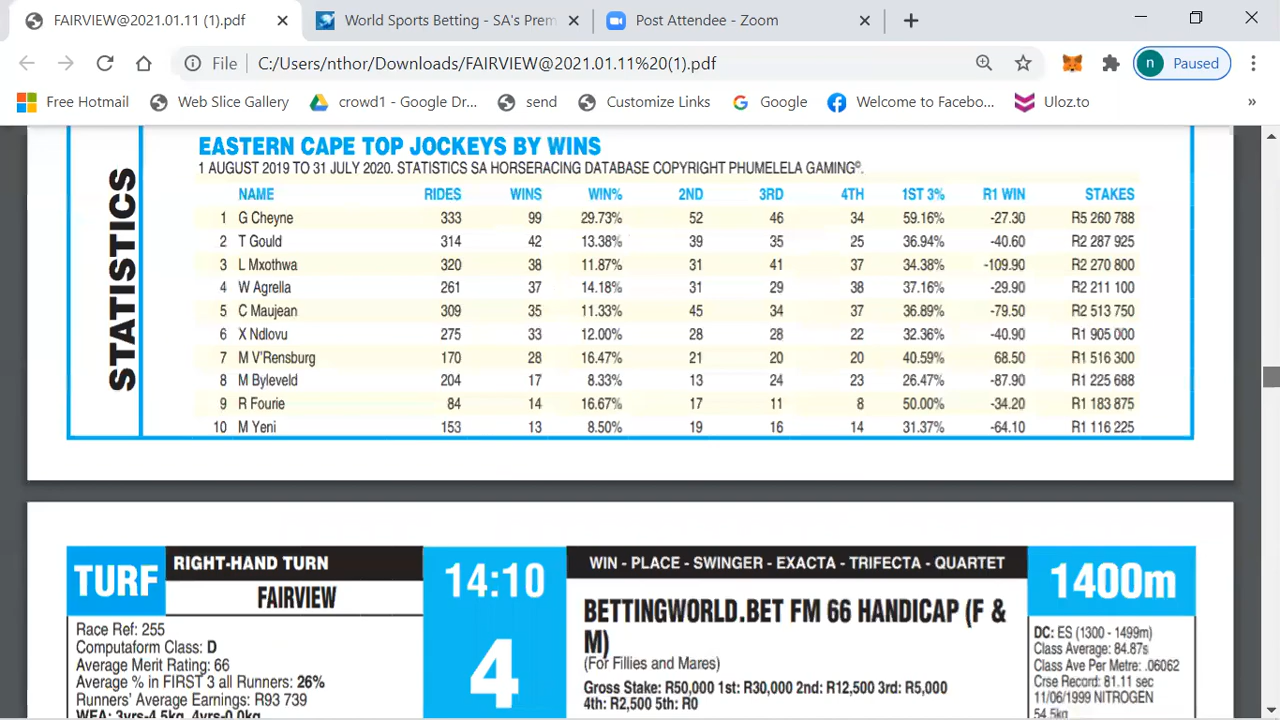 FAIRVIEW@2021.01.11 (1).pdf
World Sports Betting - SA's Prem
Post Attendee - Zoom
File C:/Users/nthor/Downloads/FAIRVIEW@2021.01.11%20(1).pdf
n Paused
Free Hotmail Web Slice Gallery crowd1 - Google Dr... send Customize Links Google Welcome to Facebo... Uloz.to »
STATISTICS
EASTERN CAPE TOP JOCKEYS BY WINS
1 AUGUST 2019 TO 31 JULY 2020. STATISTICS SA HORSERACING DATABASE COPYRIGHT PHUMELELA GAMING©.
NAME RIDES WINS WIN% 2ND 3RD 4TH 1ST 3% R1 WIN STAKES
1 G Cheyne 333 99 29.73% 52 46 34 59.16% -27.30 R5 260 788
2 T Gould 314 42 13.38% 39 35 25 36.94% -40.60 R2 287 925
3 L Mxothwa 320 38 11.87% 31 41 37 34.38% -109.90 R2 270 800
4 W Agrella 261 37 14.18% 31 29 38 37.16% -29.90 R2 211 100
5 C Maujean 309 35 11.33% 45 34 37 36.89% -79.50 R2 513 750
6 X Ndlovu 275 33 12.00% 28 28 22 32.36% -40.90 R1 905 000
7 M V'Rensburg 170 28 16.47% 21 20 20 40.59% 68.50 R1 516 300
8 M Byleveld 204 17 8.33% 13 24 23 26.47% -87.90 R1 225 688
9 R Fourie 84 14 16.67% 17 11 8 50.00% -34.20 R1 183 875
10 M Yeni 153 13 8.50% 19 16 14 31.37% -64.10 R1 116 225
TURF
RIGHT-HAND TURN
FAIRVIEW
Race Ref: 255
Computaform Class: D
Average Merit Rating: 66
Average % in FIRST 3 all Runners: 26%
Runners' Average Earnings: R93 739
WFA: 3yrs-4.5kg, 4yrs-0.0kg
14:10
4
WIN - PLACE - SWINGER - EXACTA - TRIFECTA - QUARTET
BETTINGWORLD.BET FM 66 HANDICAP (F &
M)
(For Fillies and Mares)
Gross Stake: R50,000 1st: R30,000 2nd: R12,500 3rd: R5,000
4th: R2,500 5th: R0
1400m
DC: ES (1300 - 1499m)
Class Average: 84.87s
Class Ave Per Metre: .06062
Crse Record: 81.11 sec
11/06/1999 NITROGEN
54.5kg